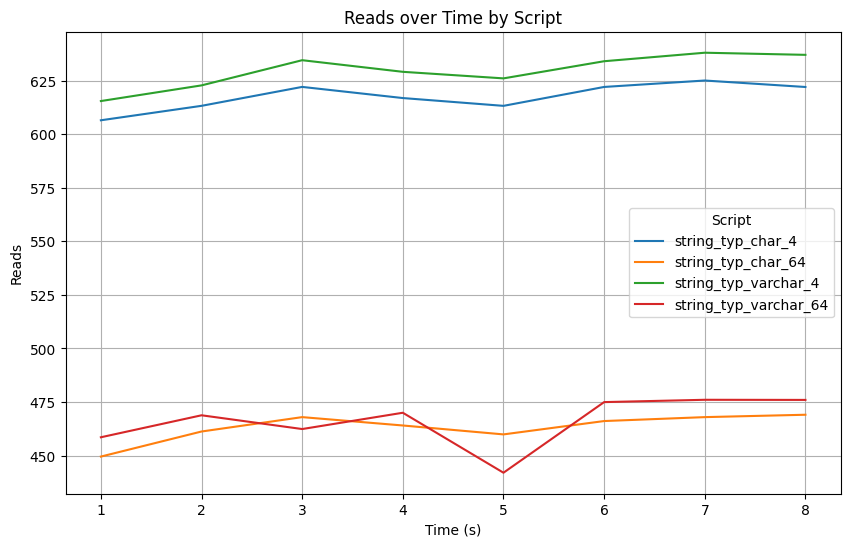 Reads over Time by Script
Reads
625
600
575
550
525
500
475
450
Script
string_typ_char_4
string_typ_char_64
string_typ_varchar_4
string_typ_varchar_64
1 2 3 4 5 6 7 8
Time (s)